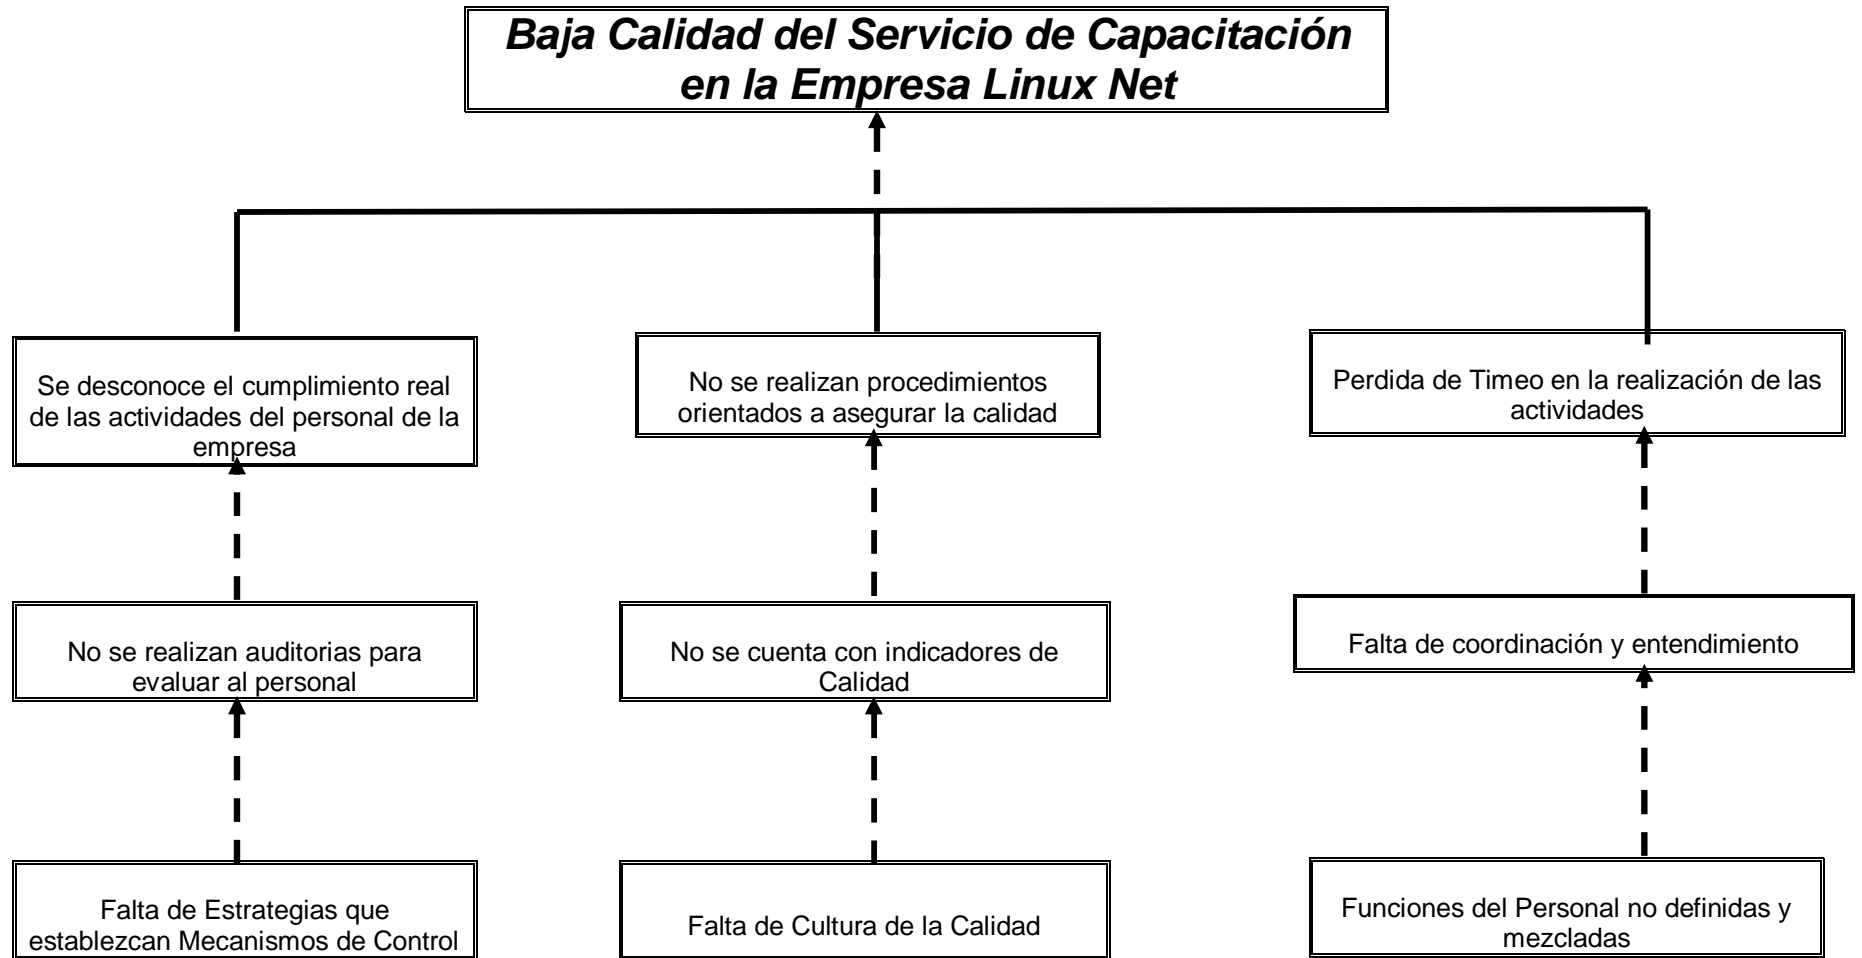 Baja Calidad del Servicio de Capacitación
en la Empresa Linux Net
Se desconoce el cumplimiento real
de las actividades del personal de la
empresa
No se realizan procedimientos
orientados a asegurar la calidad
Perdida de Timeo en la realización de las
actividades
No se realizan auditorias para
evaluar al personal
No se cuenta con indicadores de
Calidad
Falta de coordinación y entendimiento
Falta de Estrategias que
establezcan Mecanismos de Control
Falta de Cultura de la Calidad
Funciones del Personal no definidas y
mezcladas